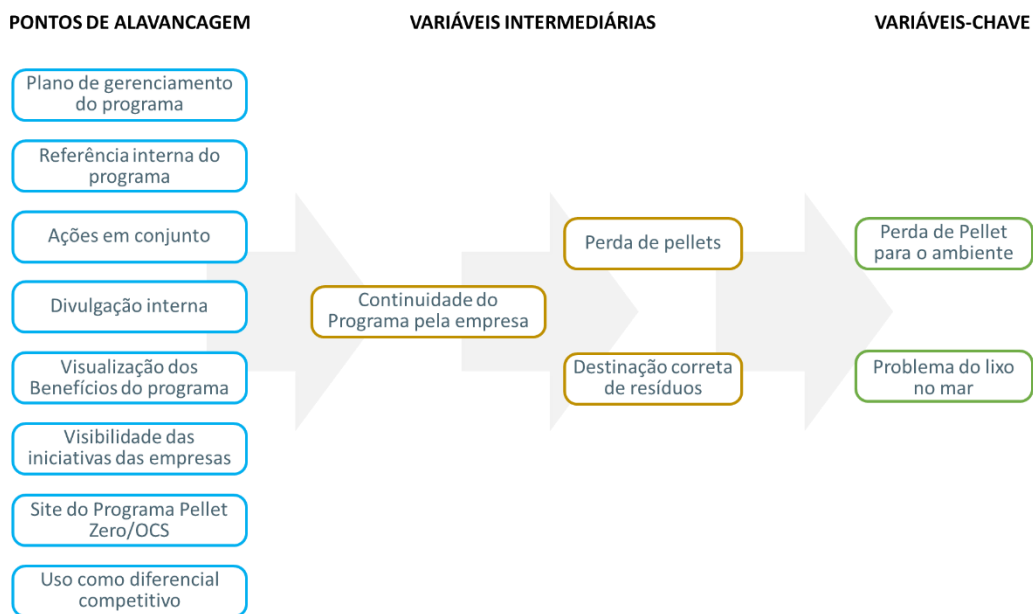 PONTOS DE ALAVANCAGEM
VARIÁVEIS INTERMEDIÁRIAS
VARIÁVEIS-CHAVE
Plano de gerenciamento
do programa
Referência interna do
programa
Ações em conjunto
Divulgação interna
Visualização dos
Benefícios do programa
Visibilidade das
iniciativas das empresas
Site do Programa Pellet
Zero/OCS
Uso como diferencial
competitivo
Continuidade do
Programa pela empresa
Perda de pellets
Destinação correta
de resíduos
Perda de Pellet
para o ambiente
Problema do lixo
no mar